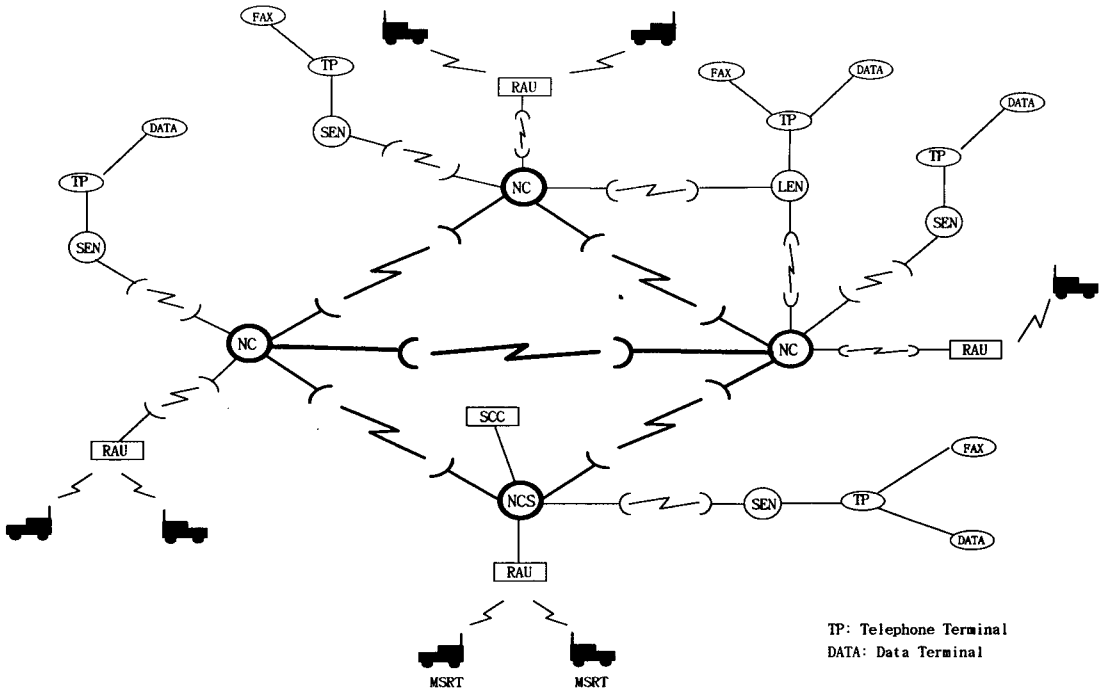 FAX
TP
SEN
RAU
FAX
DATA
TP
DATA
TP
SEN
DATA
TP
SEN
NC
LEN
NC
NC
RAU
SCC
RAU
NCS
SEN
TP
FAX
DATA
RAU
MSRT
MSRT
TP: Telephone Terminal
DATA: Data Terminal